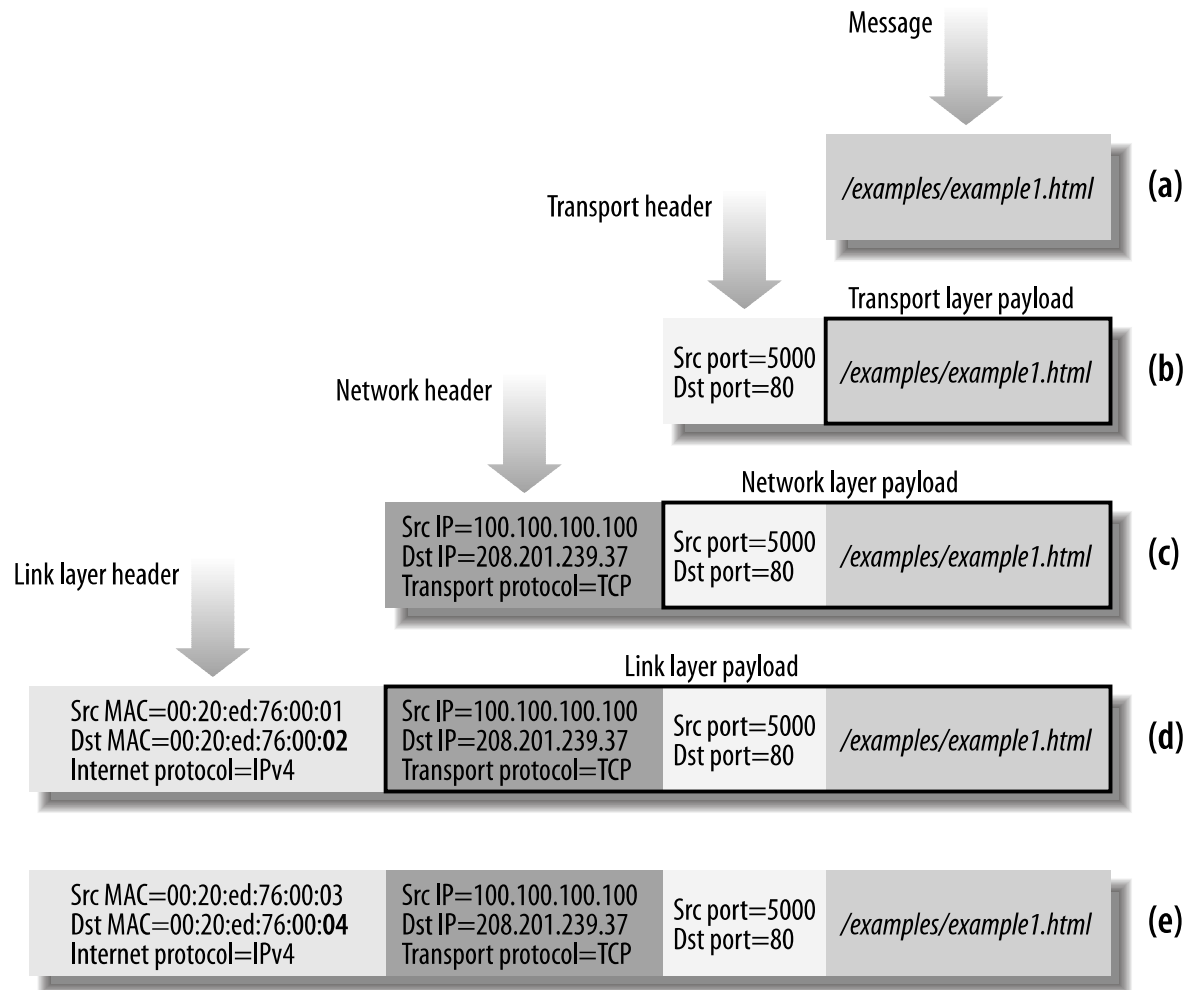 Message
/examples/example1.html
(a)
Transport header
Transport layer payload
Src port=5000
Dst port=80
/examples/example1.html
(b)
Network header
Network layer payload
Src IP=100.100.100.100
Dst IP=208.201.239.37
Transport protocol=TCP
Src port=5000
Dst port=80
/examples/example1.html
(c)
Link layer header
Link layer payload
Src MAC=00:20:ed:76:00:01
Dst MAC=00:20:ed:76:00:02
Internet protocol=IPv4
Src IP=100.100.100.100
Dst IP=208.201.239.37
Transport protocol=TCP
Src port=5000
Dst port=80
/examples/example1.html
(d)
Src MAC=00:20:ed:76:00:03
Dst MAC=00:20:ed:76:00:04
Internet protocol=IPv4
Src IP=100.100.100.100
Dst IP=208.201.239.37
Transport protocol=TCP
Src port=5000
Dst port=80
/examples/example1.html
(e)